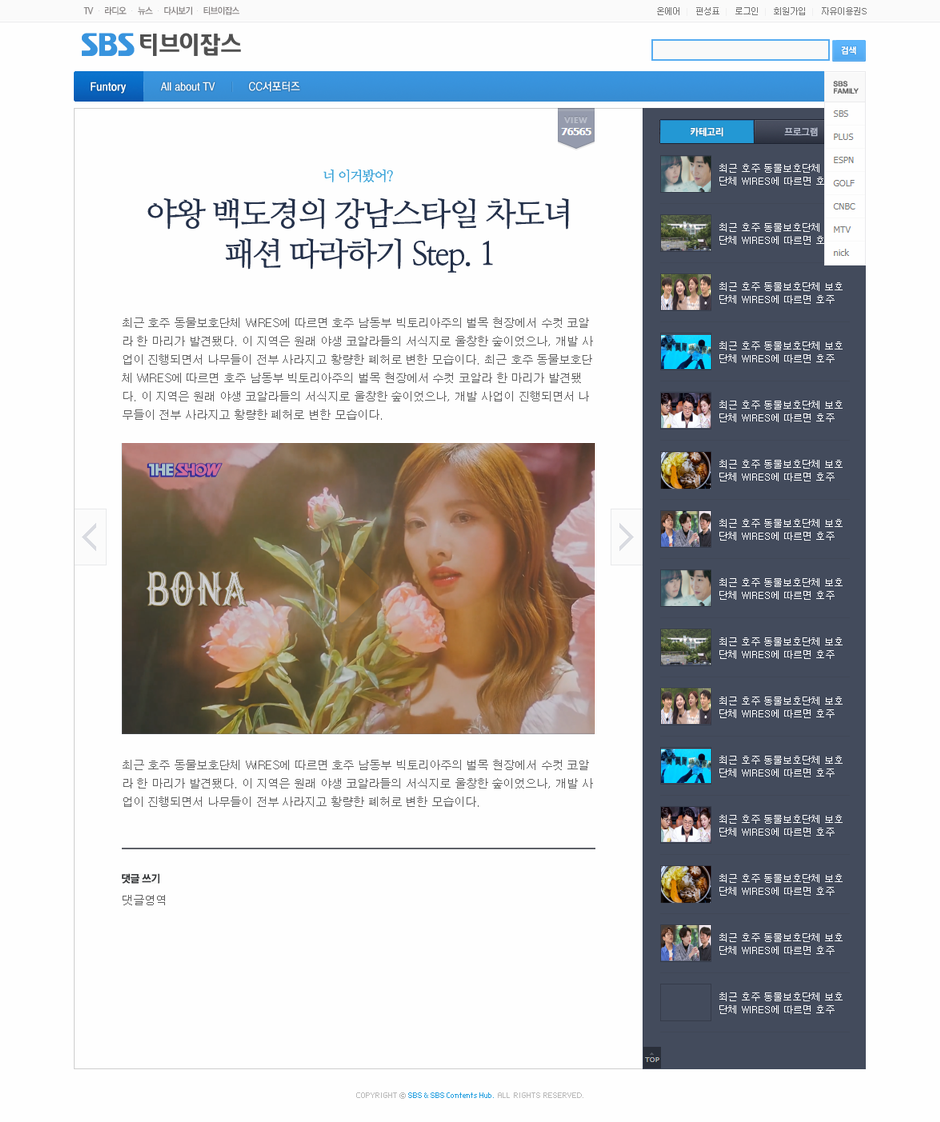 TV 라디오 뉴스 다시보기 티브이잡스
온에어 편성표 로그인 회원가입 자유이용권S
SBS 티브이잡스
검색
Funtory All about TV CC서포터즈
SBS
FAMILY
SBS
PLUS
ESPN
GOLF
CNBC
MTV
nick
VIEW
76565
너 이거봤어?
야왕 백도경의 강남스타일 차도녀
패션 따라하기 Step. 1
최근 호주 동물보호단체 WIRES에 따르면 호주 남동부 빅토리아주의 벌목 현장에서 수컷 코알
라 한 마리가 발견됐다. 이 지역은 원래 야생 코알라들의 서식지로 울창한 숲이었으나, 개발 사
업이 진행되면서 나무들이 전부 사라지고 황량한 폐허로 변한 모습이다. 최근 호주 동물보호단
체 WIRES에 따르면 호주 남동부 빅토리아주의 벌목 현장에서 수컷 코알라 한 마리가 발견됐
다. 이 지역은 원래 야생 코알라들의 서식지로 울창한 숲이었으나, 개발 사업이 진행되면서 나
무들이 전부 사라지고 황량한 폐허로 변한 모습이다.
THE SHOW
BONA
최근 호주 동물보호단체 WIRES에 따르면 호주 남동부 빅토리아주의 벌목 현장에서 수컷 코알
라 한 마리가 발견됐다. 이 지역은 원래 야생 코알라들의 서식지로 울창한 숲이었으나, 개발 사
업이 진행되면서 나무들이 전부 사라지고 황량한 폐허로 변한 모습이다.
댓글 쓰기
댓글영역
카테고리 프로그램
최근 호주 동물보호단체
단체 WIRES에 따르면 호
최근 호주 동물보호단체
단체 WIRES에 따르면 호
최근 호주 동물보호단체 보호
단체 WIRES에 따르면 호주
최근 호주 동물보호단체 보호
단체 WIRES에 따르면 호주
최근 호주 동물보호단체 보호
단체 WIRES에 따르면 호주
최근 호주 동물보호단체 보호
단체 WIRES에 따르면 호주
최근 호주 동물보호단체 보호
단체 WIRES에 따르면 호주
최근 호주 동물보호단체 보호
단체 WIRES에 따르면 호주
최근 호주 동물보호단체 보호
단체 WIRES에 따르면 호주
최근 호주 동물보호단체 보호
단체 WIRES에 따르면 호주
최근 호주 동물보호단체 보호
단체 WIRES에 따르면 호주
최근 호주 동물보호단체 보호
단체 WIRES에 따르면 호주
최근 호주 동물보호단체 보호
단체 WIRES에 따르면 호주
최근 호주 동물보호단체 보호
단체 WIRES에 따르면 호주
최근 호주 동물보호단체 보호
단체 WIRES에 따르면 호주
TOP
COPYRIGHT @ SBS & SBS Contents Hub. ALL RIGHTS RESERVED.